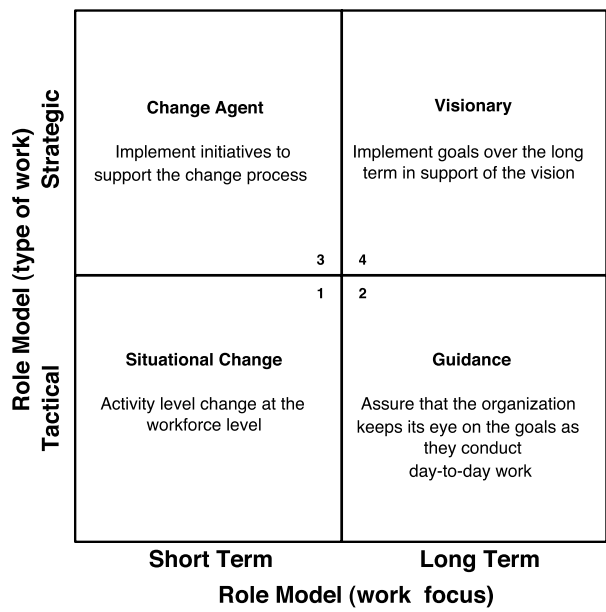 Role Model (type of work)
Strategic
Tactical
Change Agent
Implement initiatives to
support the change process
3
Visionary
Implement goals over the long
term in support of the vision
4
1
Situational Change
Activity level change at the
workforce level
2
Guidance
Assure that the organization
keeps its eye on the goals as
they conduct
day-to-day work
Short Term
Long Term
Role Model (work focus)